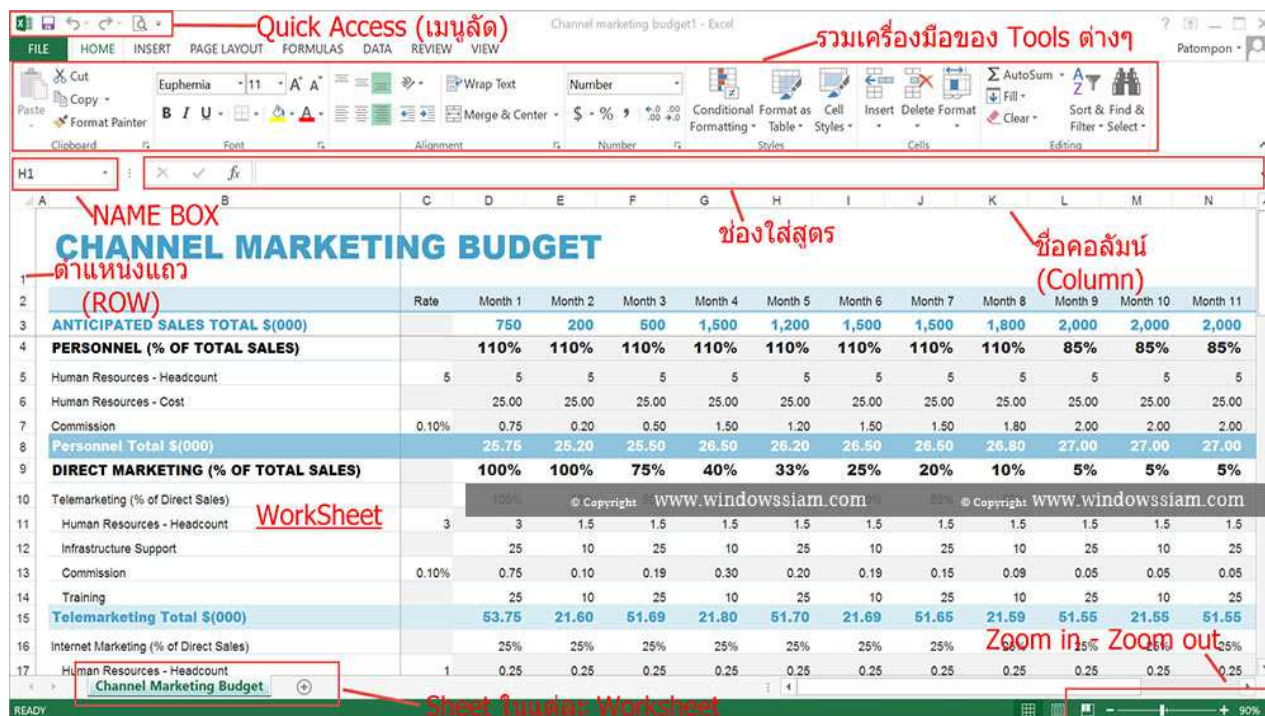 Quick Access (เมนูลัด)
Channel marketing budget1 - Excel
FILE HOME INSERT PAGE LAYOUT FORMULAS DATA REVIEW VIEW
รวมเครื่องมือของ Tools ต่างๆ
Patompon
Cut
Copy
Format Painter
Paste
Clipboard
Euphemia 11
B I U
Font
Wrap Text
Merge & Center
Alignment
Number
$ % ,
Number
Conditional Formatting
Format as Table
Cell Styles
Styles
Insert Delete Format
Cells
AutoSum
Fill
Clear
Sort & Filter
Find & Select
Editing
H1 fx
A B C D E F G H I J K L M N
NAME BOX
ช่องใส่สูตร
ชื่อคอลัมน์
(Column)
CHANNEL MARKETING BUDGET
1
ตำแหน่งแถว
(ROW)
2 Rate Month 1 Month 2 Month 3 Month 4 Month 5 Month 6 Month 7 Month 8 Month 9 Month 10 Month 11
3 ANTICIPATED SALES TOTAL $(000) 750 200 500 1,500 1,200 1,500 1,500 1,800 2,000 2,000 2,000
4 PERSONNEL (% OF TOTAL SALES) 110% 110% 110% 110% 110% 110% 110% 110% 85% 85% 85%
5 Human Resources - Headcount 5 5 5 5 5 5 5 5 5 5 5 5
6 Human Resources - Cost 25.00 25.00 25.00 25.00 25.00 25.00 25.00 25.00 25.00 25.00 25.00
7 Commission 0.10% 0.75 0.20 0.50 1.50 1.20 1.50 1.50 1.80 2.00 2.00 2.00
8 Personnel Total $(000) 25.75 25.20 25.50 26.50 26.20 26.50 26.50 26.80 27.00 27.00 27.00
9 DIRECT MARKETING (% OF TOTAL SALES) 100% 100% 75% 40% 33% 25% 20% 10% 5% 5% 5%
10 Telemarketing (% of Direct Sales)
© Copyright www.windowssiam.com © Copyright www.windowssiam.com
WorkSheet
11 Human Resources - Headcount 3 3 1.5 1.5 1.5 1.5 1.5 1.5 1.5 1.5 1.5 1.5
12 Infrastructure Support 25 10 25 10 25 10 25 10 25 10 25
13 Commission 0.10% 0.75 0.10 0.19 0.30 0.20 0.19 0.15 0.09 0.05 0.05 0.05
14 Training 25 10 25 10 25 10 25 10 25 10 25
15 Telemarketing Total $(000) 53.75 21.60 51.69 21.80 51.70 21.69 51.65 21.59 51.55 21.55 51.55
16 Internet Marketing (% of Direct Sales) 25% 25% 25% 25% 25% 25% 25% 25% 25% 25% 25%
Zoom in - Zoom out
17 Human Resources - Headcount 1 0.25 0.25 0.25 0.25 0.25 0.25 0.25 0.25 0.25 0.25 0.25
Channel Marketing Budget
Sheet ในแต่ละ Worksheet
READY 90%